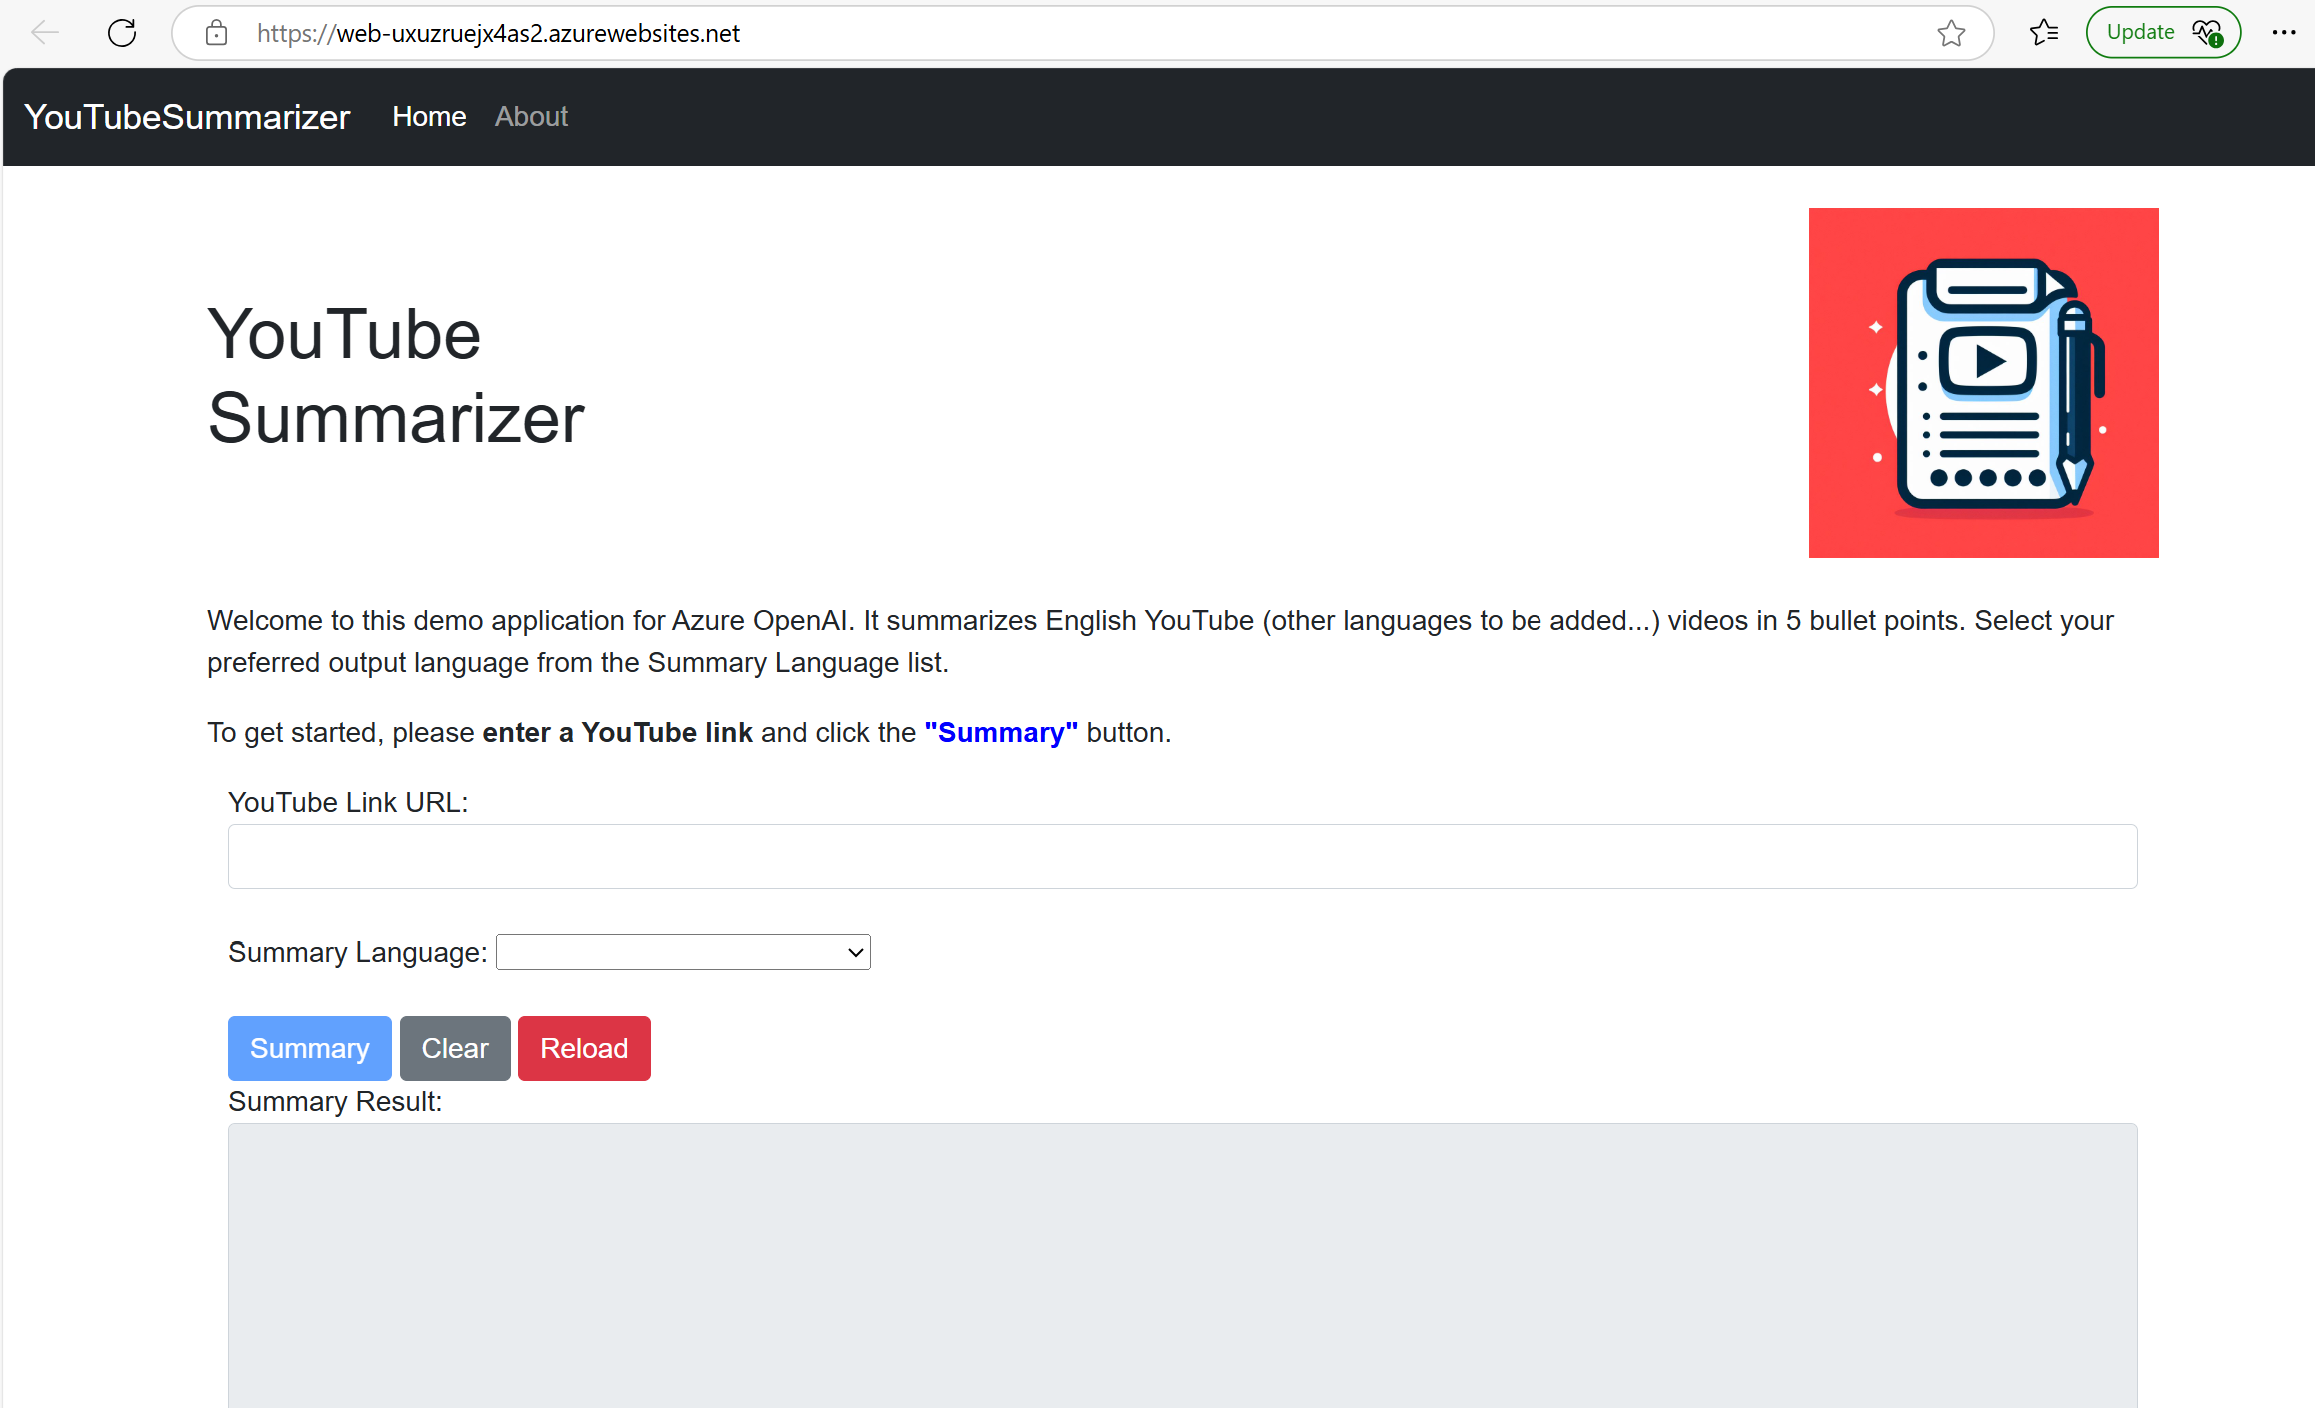 https://web-uxuzruejx4as2.azurewebsites.net
Update
YouTubeSummarizer Home About
YouTube
Summarizer
Welcome to this demo application for Azure OpenAI. It summarizes English YouTube (other languages to be added...) videos in 5 bullet points. Select your
preferred output language from the Summary Language list.
To get started, please enter a YouTube link and click the "Summary" button.
YouTube Link URL:
Summary Language:
Summary Clear Reload
Summary Result: